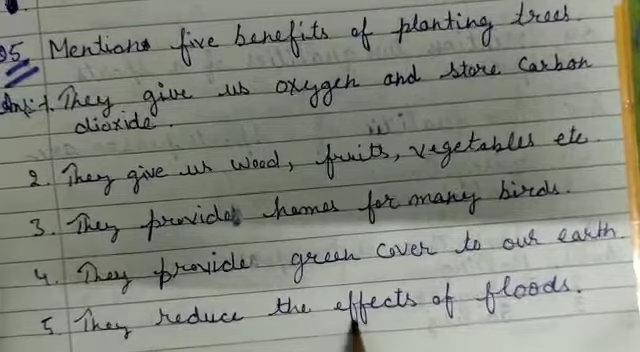 Q5. Mention five benefits of planting trees.
Ans:- 1. They give us oxygen and store carbon
dioxide.
2. They give us wood, fruits, vegetables etc.
3. They provide homes for many birds.
4. They provide green cover to our earth.
5. They reduce the effects of floods.